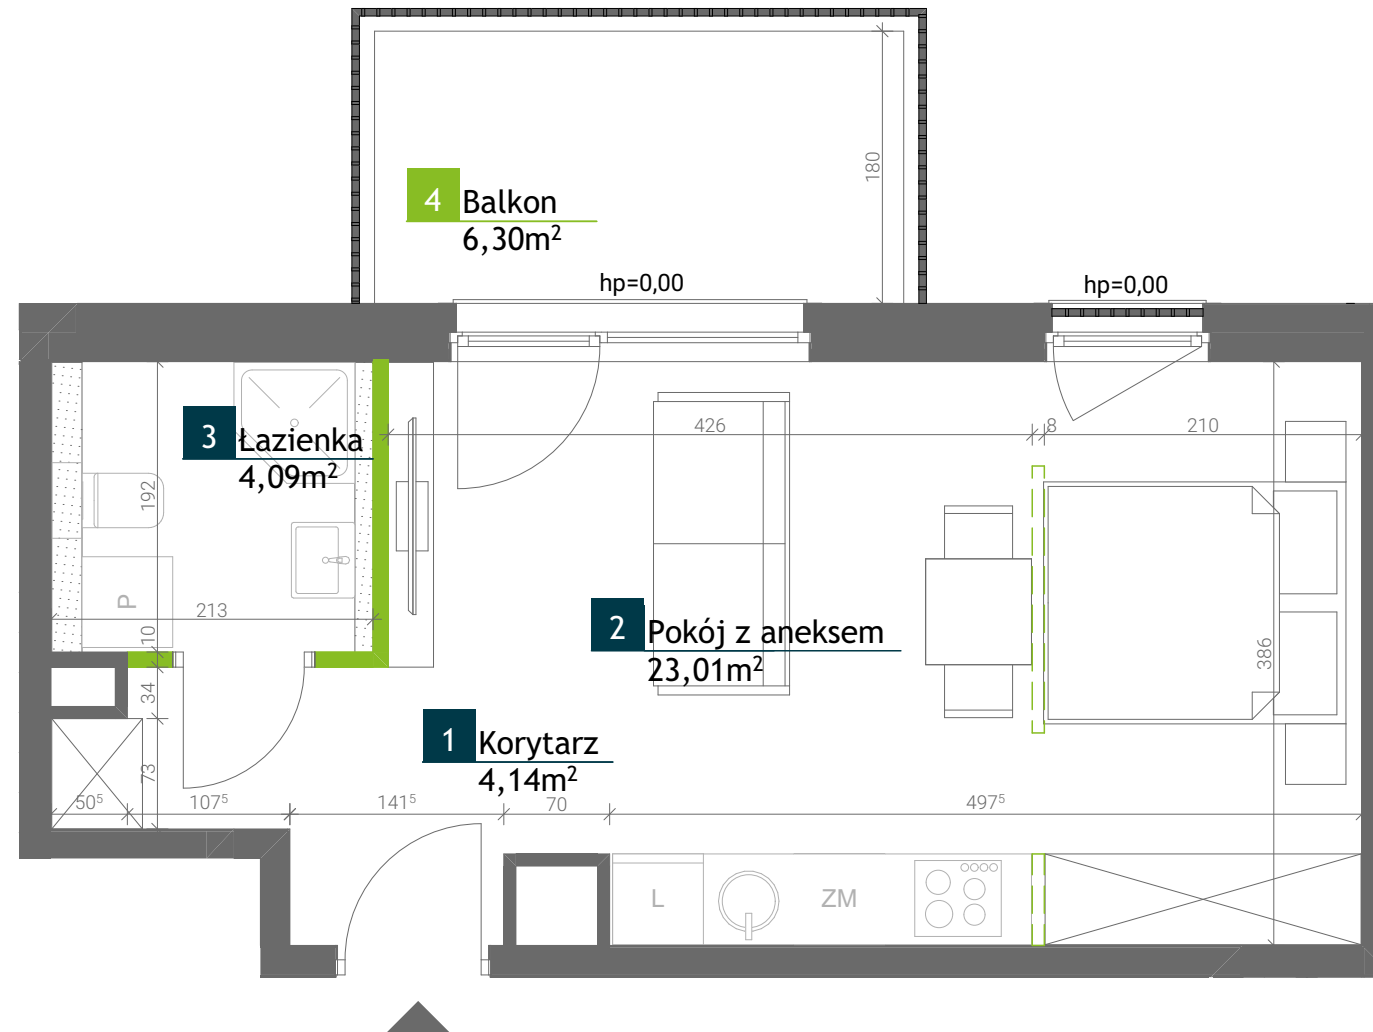 180
4 Balkon
6,30m²
hp=0,00
hp=0,00
426
8
210
3 Łazienka
4,09m²
192
P
213
10
2 Pokój z aneksem
23,01m²
386
34
1 Korytarz
4,14m²
73
50⁵
107⁵
141⁵
70
497⁵
L
ZM